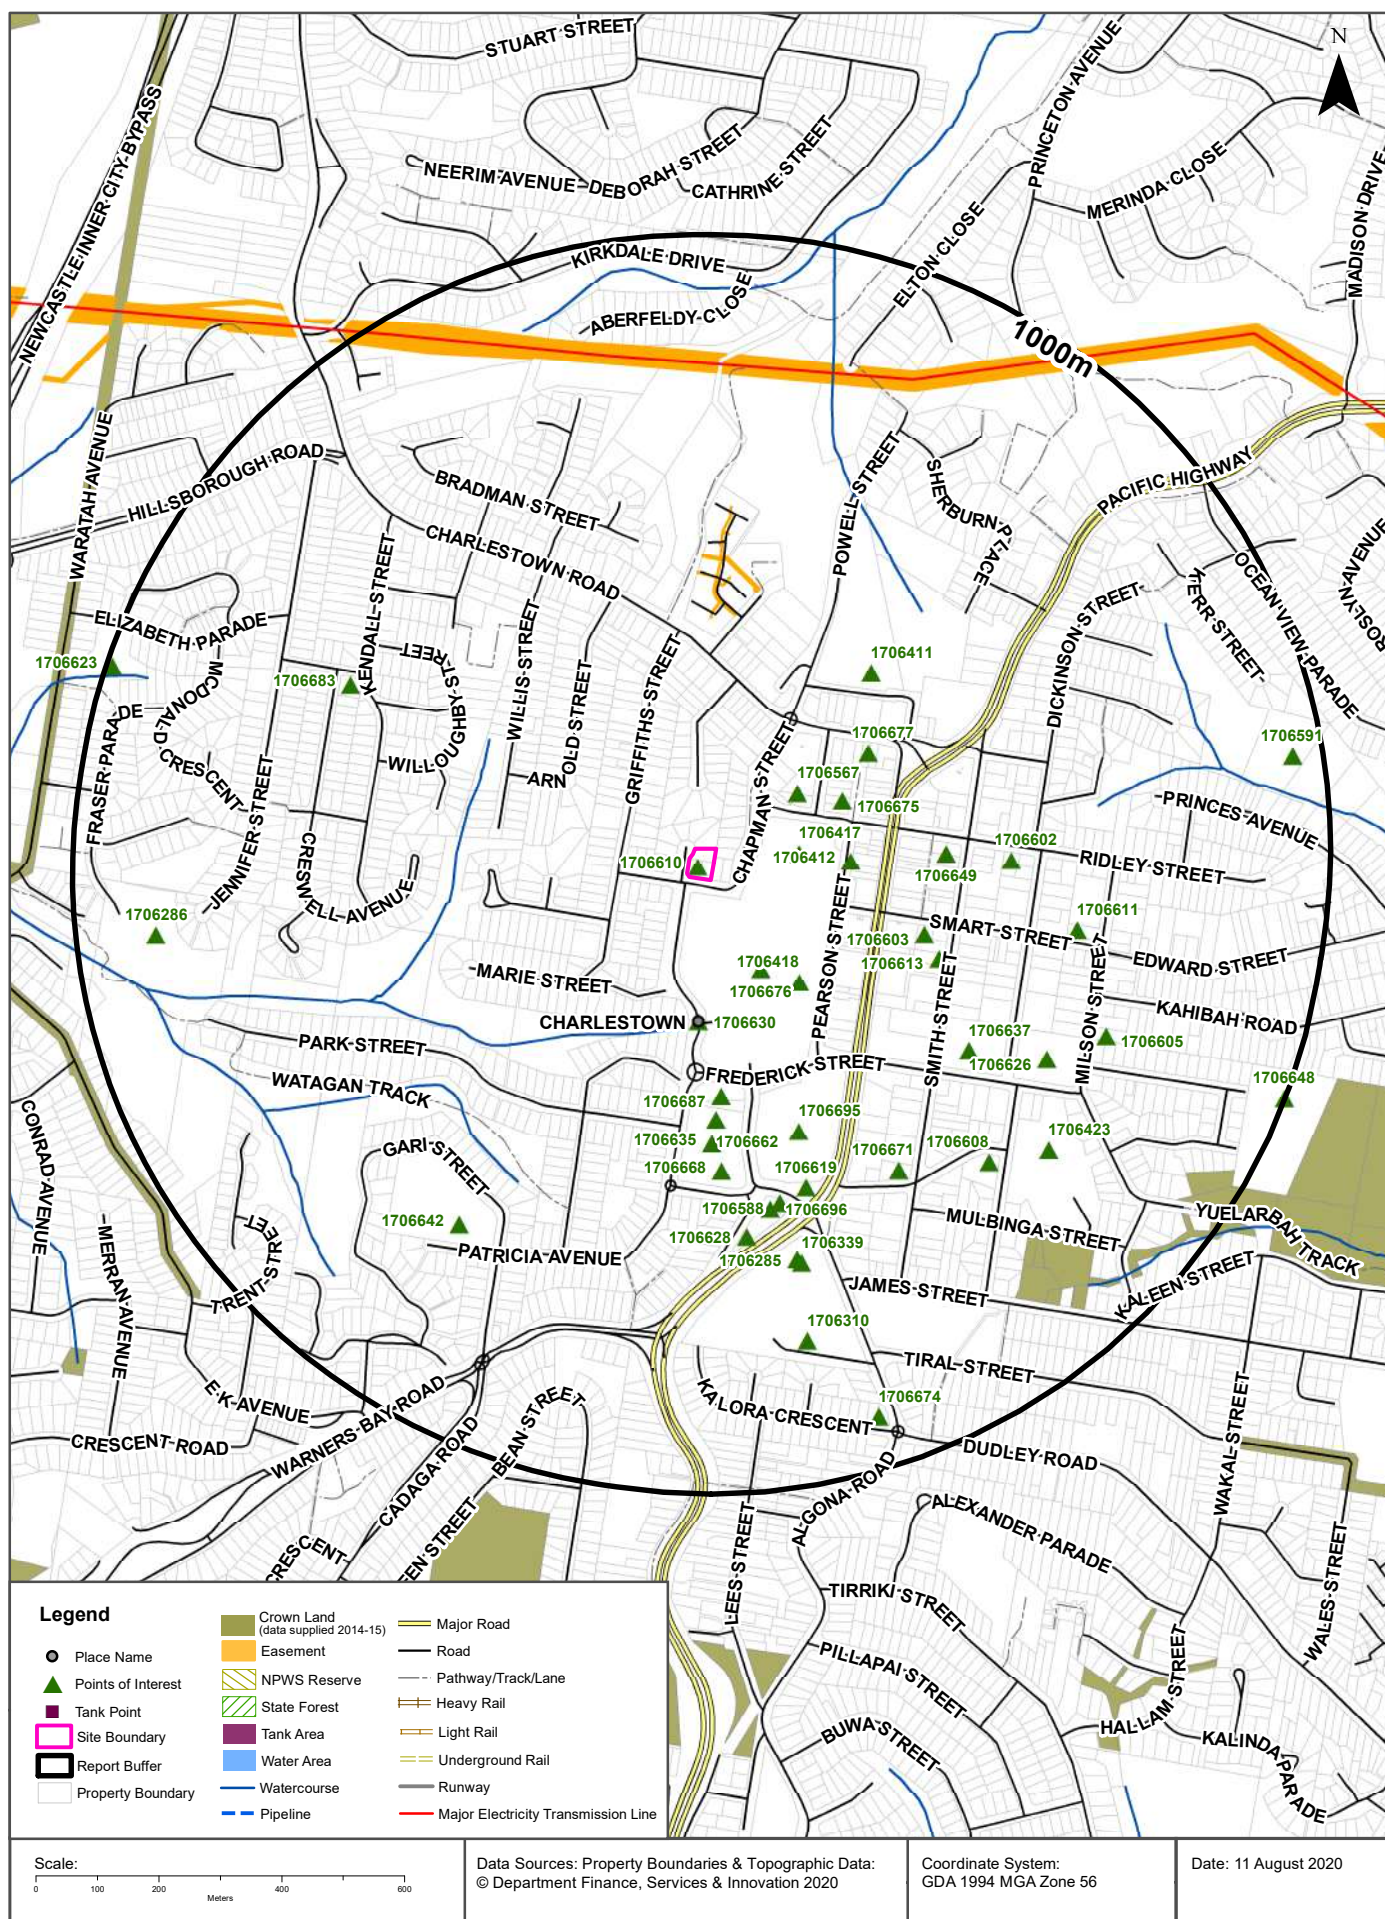 N
STUART STREET
NEWCASTLE INNER CITY BYPASS
PRINCETON AVENUE
NEERIM AVENUE
DEBORAH STREET
CATHRINE STREET
MERINDA CLOSE
MADISON DRIVE
KIRKDALE DRIVE
ELTON CLOSE
ABERFELDY CLOSE
1000m
WARATAH AVENUE
HILLSBOROUGH ROAD
BRADMAN STREET
POWELL STREET
SHERBURN PLACE
PACIFIC HIGHWAY
CHARLESTOWN ROAD
KENDALL STREET
ELIZABETH PARADE
WILLIS STREET
DICKINSON STREET
KERR STREET
OCEAN VIEW PARADE
ROSLYN AVENUE
1706623
MCDONALD CRESCENT
1706683
WILLOUGHBY STREET
ARNOLD STREET
GRIFFITHS STREET
1706411
FRASER PARADE
CHAPMAN STREET
1706677
1706591
1706567
1706675
PRINCES AVENUE
JENNIFER STREET
CRESWELL AVENUE
1706417
1706610
1706412
1706602
1706649
RIDLEY STREET
1706286
1706611
1706603
SMART STREET
1706613
EDWARD STREET
MARIE STREET
1706418
1706676
PEARSON STREET
KAHIBAH ROAD
CHARLESTOWN
1706630
PARK STREET
SMITH STREET
1706637
1706626
MILSON STREET
1706605
FREDERICK STREET
WATAGAN TRACK
1706648
1706687
1706695
CONRAD AVENUE
GARI STREET
1706635
1706662
1706671
1706608
1706423
1706668
1706619
1706642
1706588
1706696
MULBINGA STREET
YUELARBAH TRACK
1706628
1706339
PATRICIA AVENUE
1706285
MERRAN AVENUE
TRENT STREET
JAMES STREET
KALEEN STREET
1706310
TIRAL STREET
E K AVENUE
KALORA CRESCENT
1706674
WAKAL STREET
CRESCENT ROAD
WARNERS BAY ROAD
CADAGA ROAD
BEAN STREET
DUDLEY ROAD
ALGONA ROAD
ALEXANDER PARADE
CRESCENT
EEN STREET
LEES STREET
TIRRIKI STREET
WALES STREET
PILLAPAI STREET
HALLAM STREET
BUWA STREET
KALINDA PARADE
Legend
Place Name
Points of Interest
Tank Point
Site Boundary
Report Buffer
Property Boundary
Crown Land
(data supplied 2014-15)
Easement
NPWS Reserve
State Forest
Tank Area
Water Area
Watercourse
Pipeline
Major Road
Road
Pathway/Track/Lane
Heavy Rail
Light Rail
Underground Rail
Runway
Major Electricity Transmission Line
Scale:
0 100 200 400 600
Meters
Data Sources: Property Boundaries & Topographic Data:
© Department Finance, Services & Innovation 2020
Coordinate System:
GDA 1994 MGA Zone 56
Date: 11 August 2020